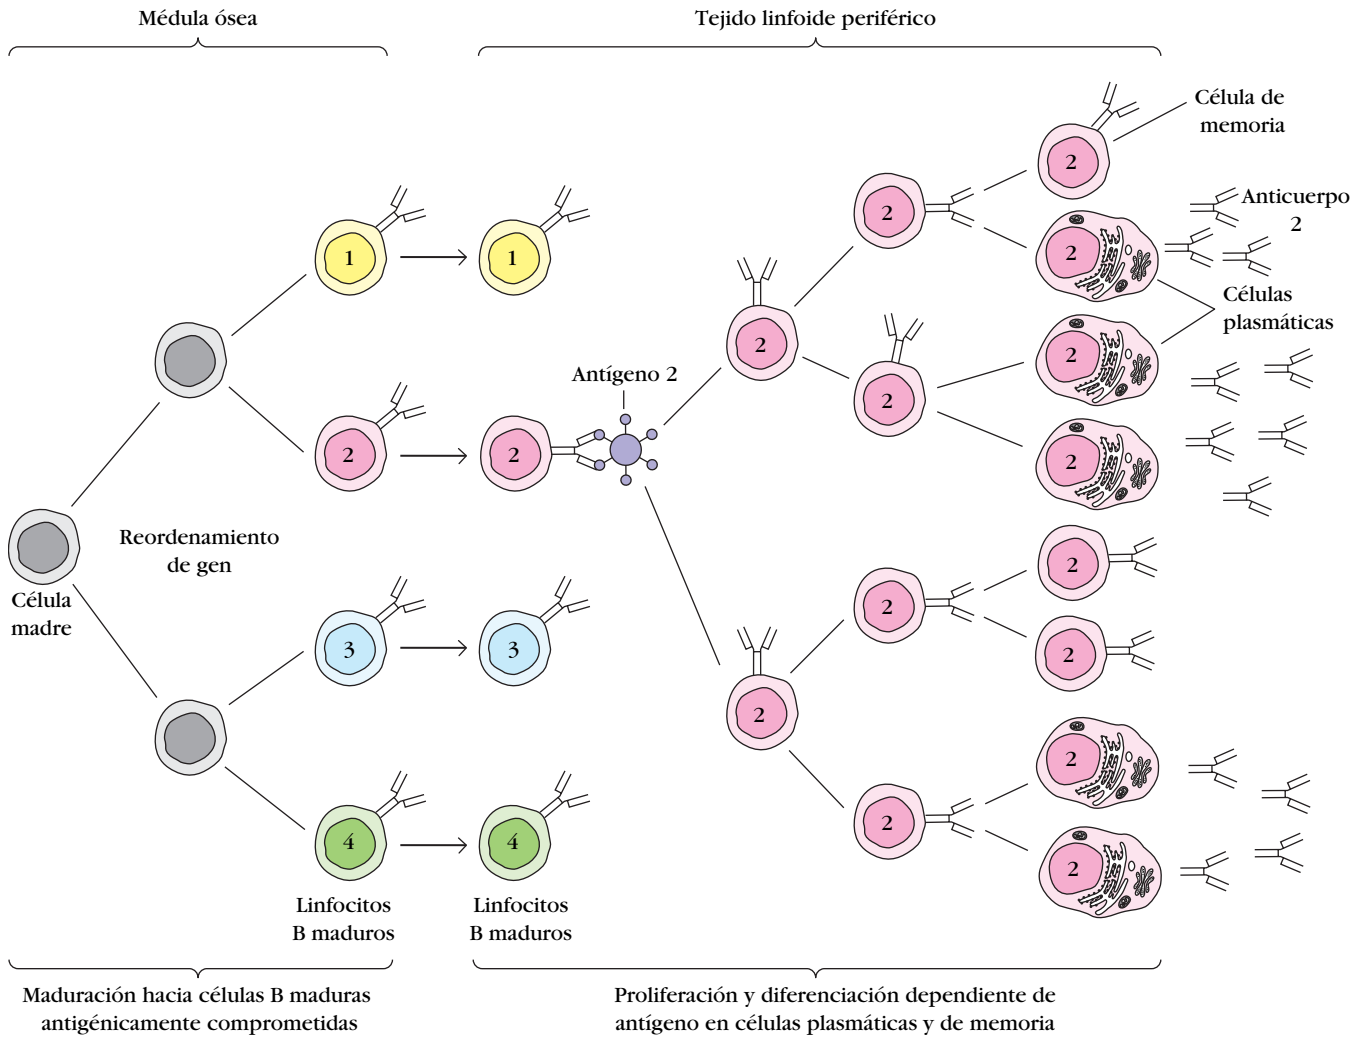 Médula ósea
Tejido linfoide periférico
Célula de
memoria
2
Anticuerpo
2
2
2
1
1
2
Células
plasmáticas
2
2
Antígeno 2
2
2
2
2
Reordenamiento
de gen
2
Célula
madre
2
3
3
2
2
2
2
4
4
2
Linfocitos
B maduros
Linfocitos
B maduros
Maduración hacia células B maduras
antigénicamente comprometidas
Proliferación y diferenciación dependiente de
antígeno en células plasmáticas y de memoria